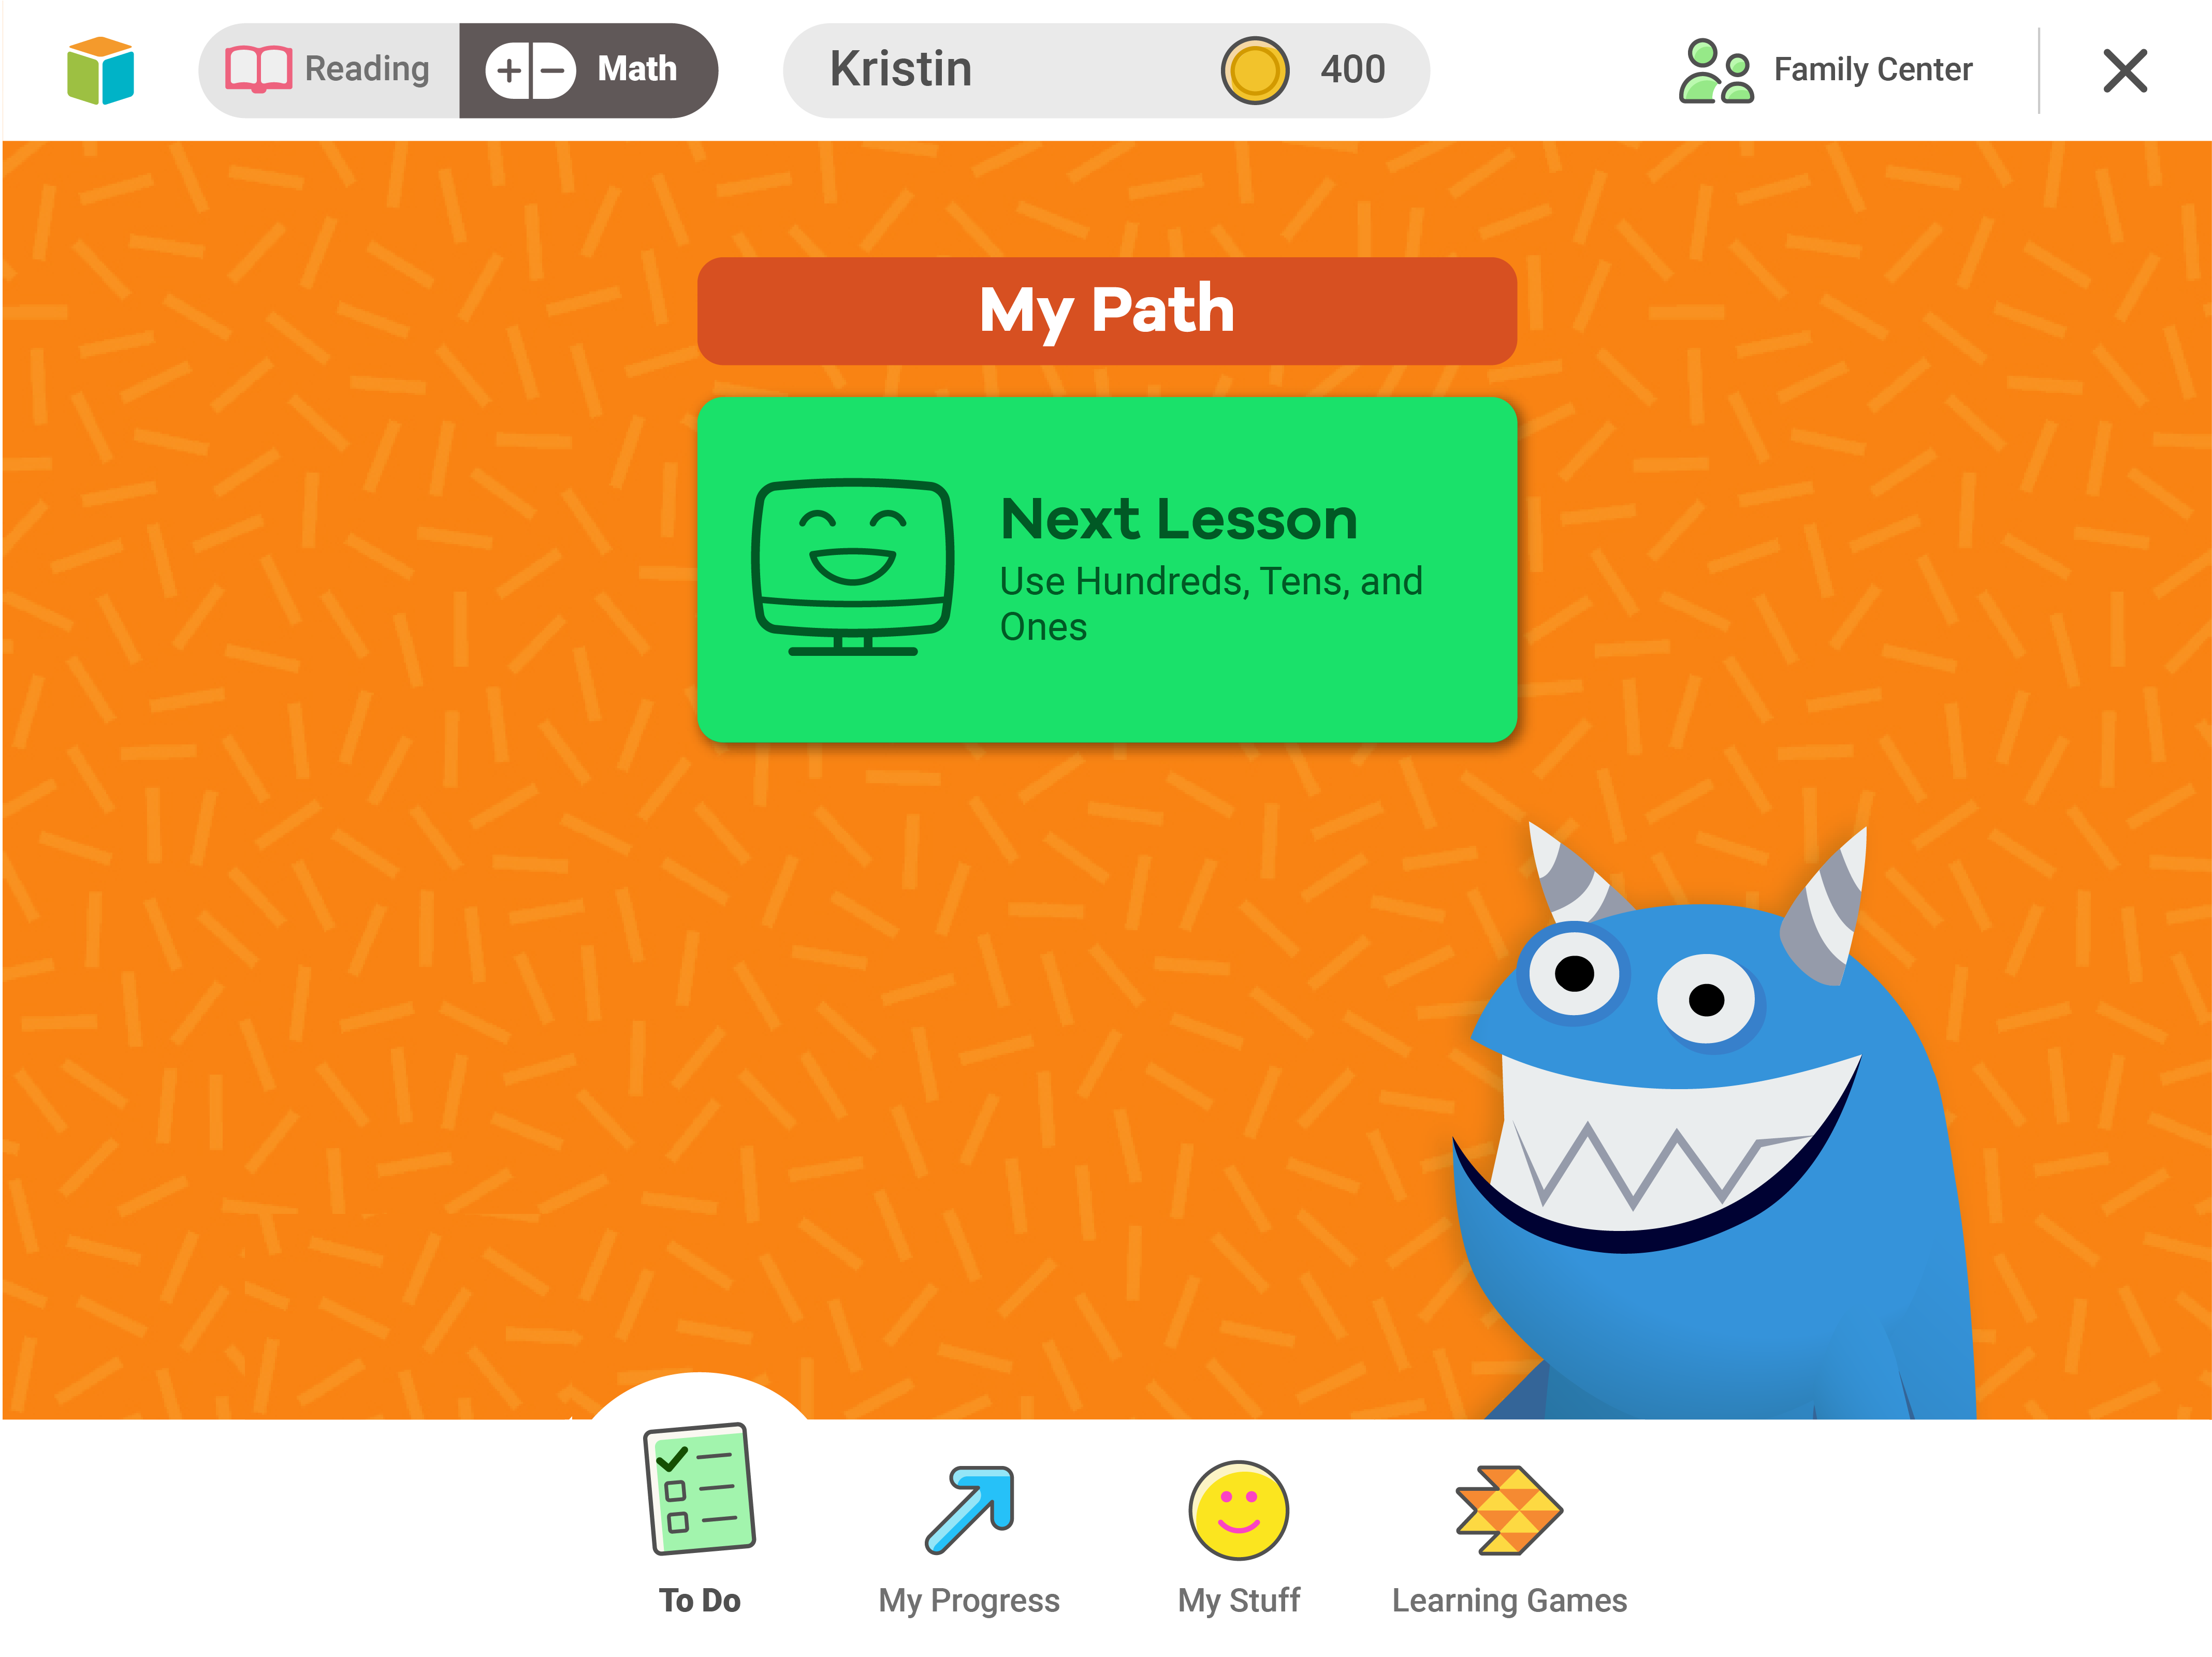 Reading
Math
Kristin
400
Family Center
My Path
Next Lesson
Use Hundreds, Tens, and
Ones
To Do
My Progress
My Stuff
Learning Games